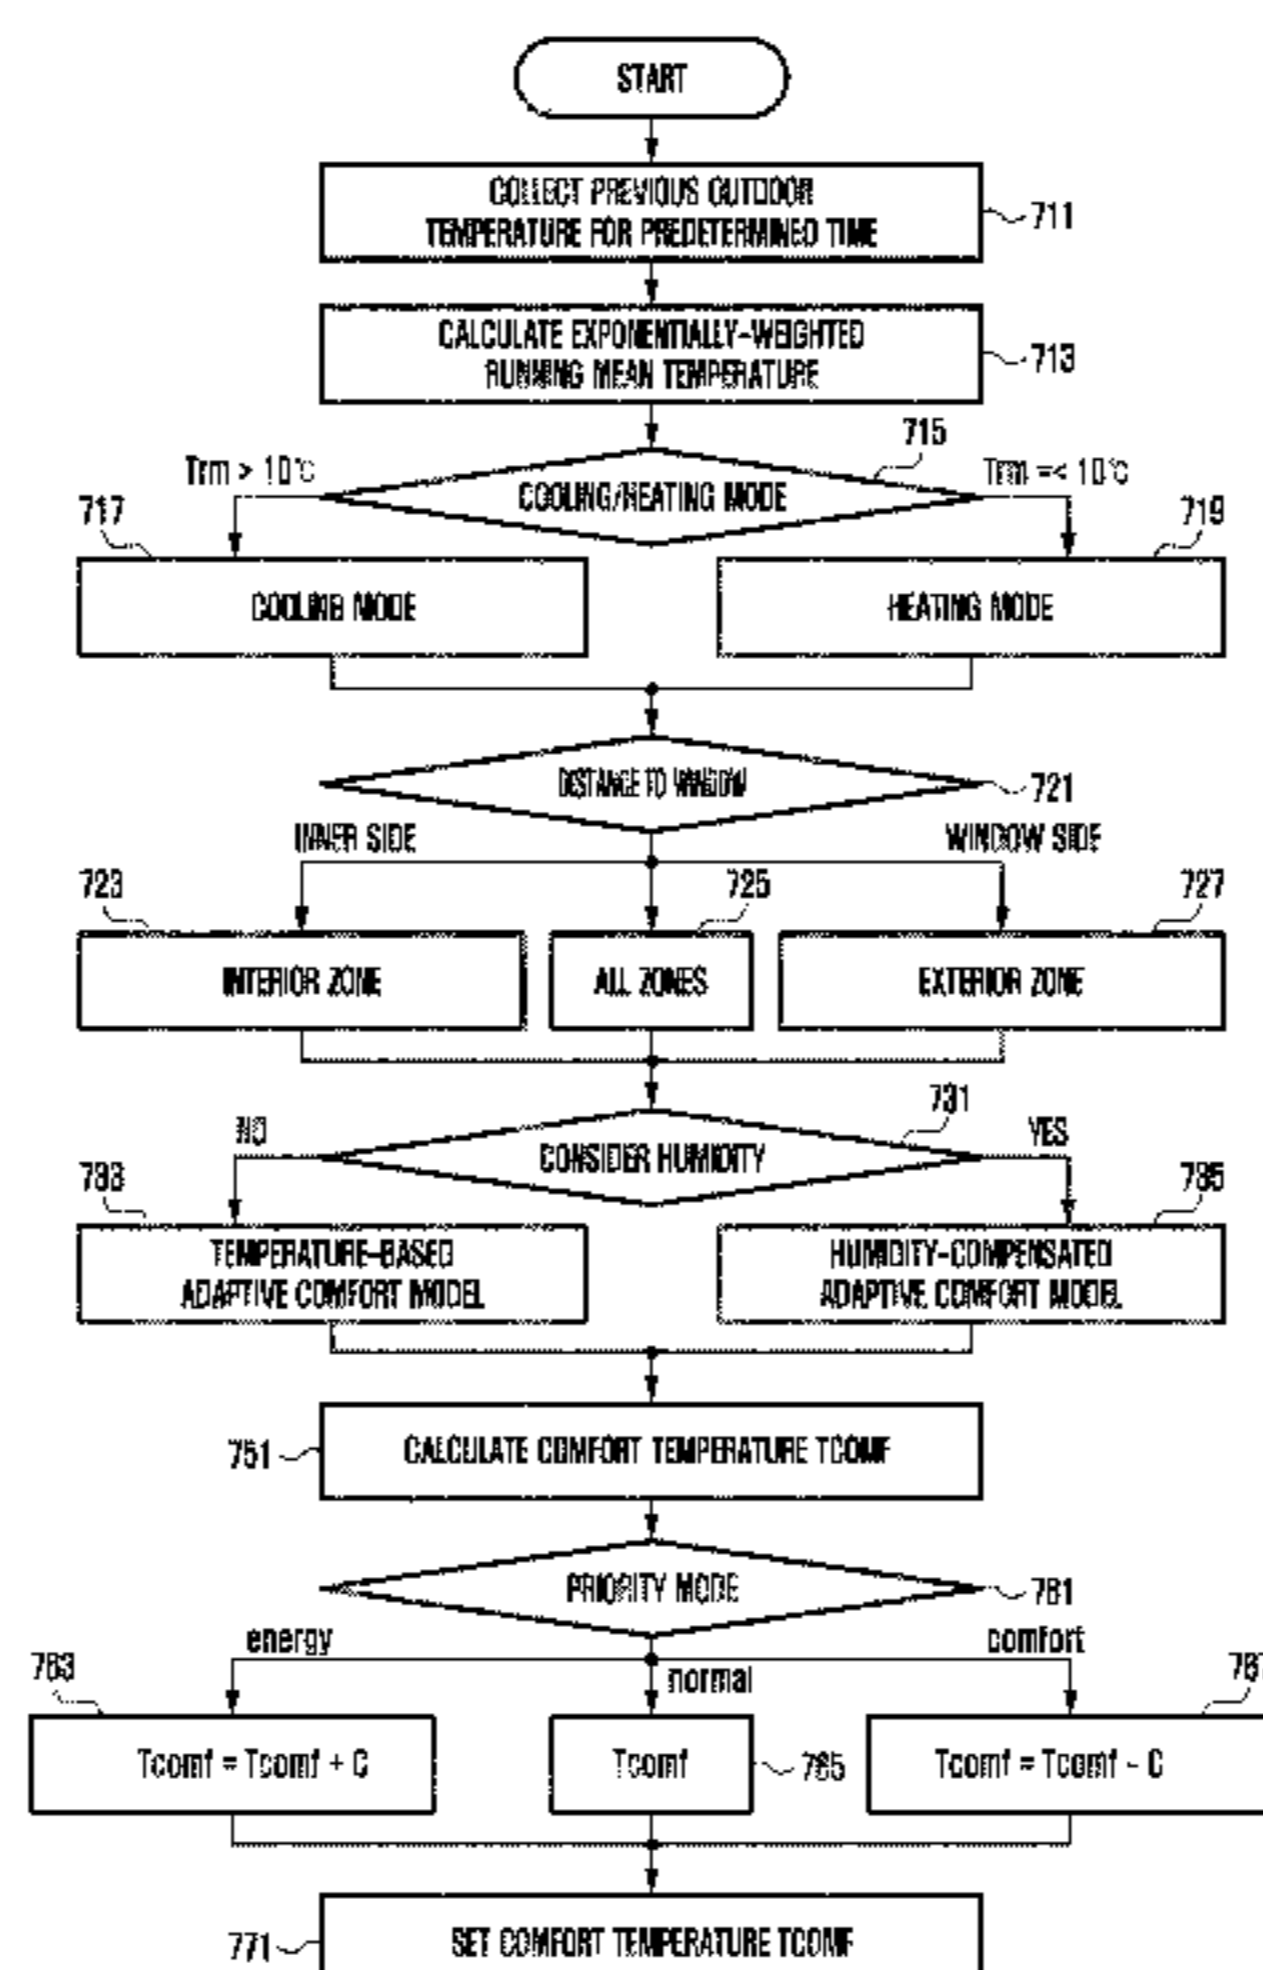 START
COLLECT PREVIOUS OUTDOOR
TEMPERATURE FOR PREDETERMINED TIME
711
CALCULATE EXPONENTIALLY-WEIGHTED
RUNNING MEAN TEMPERATURE
713
715
Trm > 10℃
COOLING/HEATING MODE
Trm =< 10℃
717
719
COOLING MODE
HEATING MODE
DISTANCE TO WINDOW
721
INNER SIDE
WINDOW SIDE
723
725
727
INTERIOR ZONE
ALL ZONES
EXTERIOR ZONE
731
NO
CONSIDER HUMIDITY
YES
733
735
TEMPERATURE-BASED
ADAPTIVE COMFORT MODEL
HUMIDITY-COMPENSATED
ADAPTIVE COMFORT MODEL
751
CALCULATE COMFORT TEMPERATURE TCOMF
PRIORITY MODE
761
energy
normal
comfort
763
Tcomf = Tcomf + C
Tcomf
765
Tcomf = Tcomf - C
771
SET COMFORT TEMPERATURE TCOMF